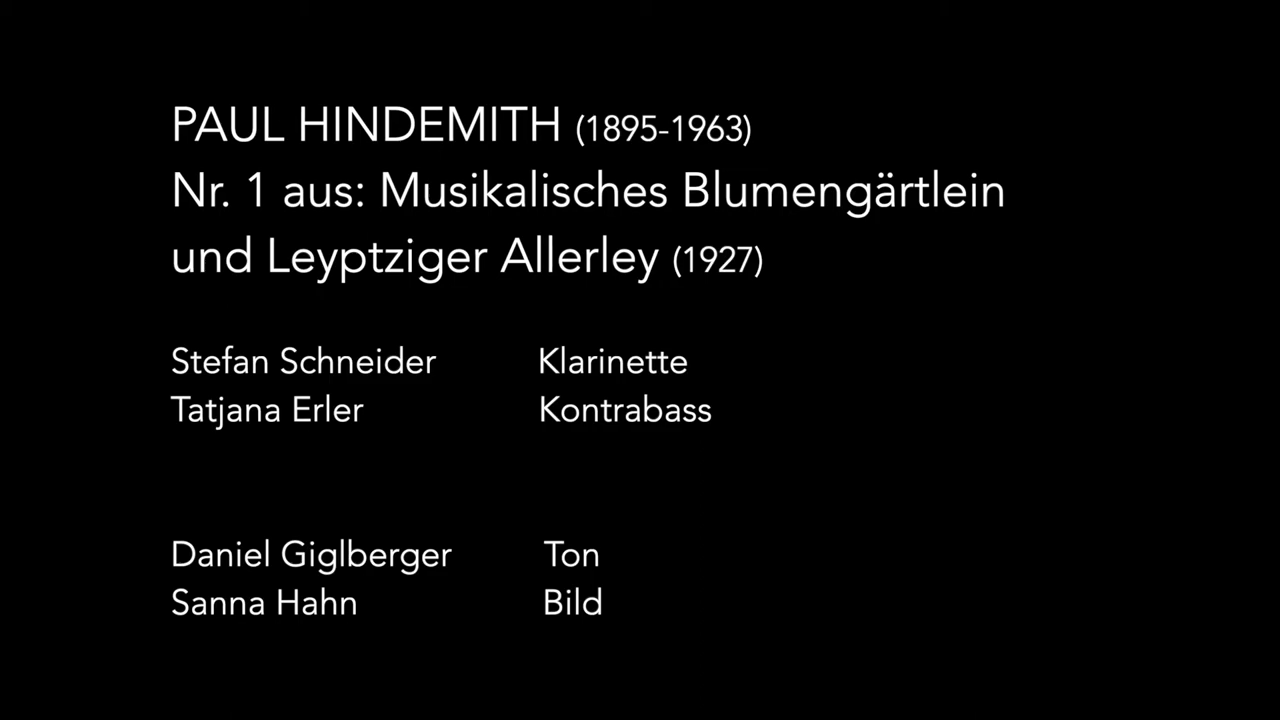 PAUL HINDEMITH (1895-1963)
Nr. 1 aus: Musikalisches Blumengärtlein
und Leyptziger Allerley (1927)
Stefan Schneider Klarinette
Tatjana Erler Kontrabass
Daniel Giglberger Ton
Sanna Hahn Bild